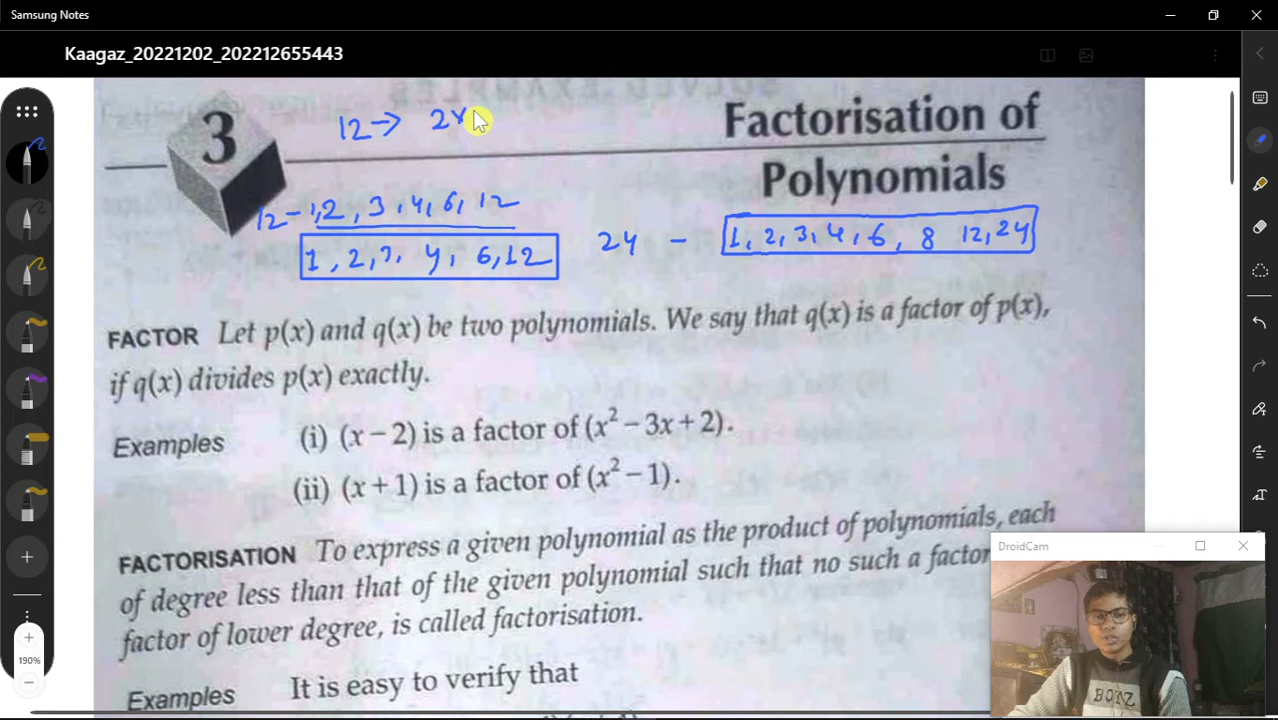 Samsung Notes
Kaagaz_20221202_202212655443
3
12 → 2×
Factorisation of
Polynomials
12 - 1,2, 3, 4, 6, 12
1, 2, 3, 4, 6, 12
24 - 1, 2, 3, 4, 6, 8 12, 24
FACTOR Let p(x) and q(x) be two polynomials. We say that q(x) is a factor of p(x),
if q(x) divides p(x) exactly.
Examples (i) (x − 2) is a factor of (x² − 3x + 2).
(ii) (x + 1) is a factor of (x² − 1).
FACTORISATION To express a given polynomial as the product of polynomials, each
of degree less than that of the given polynomial such that no such a factor
factor of lower degree, is called factorisation.
Examples It is easy to verify that
190%
DroidCam
BOYZ